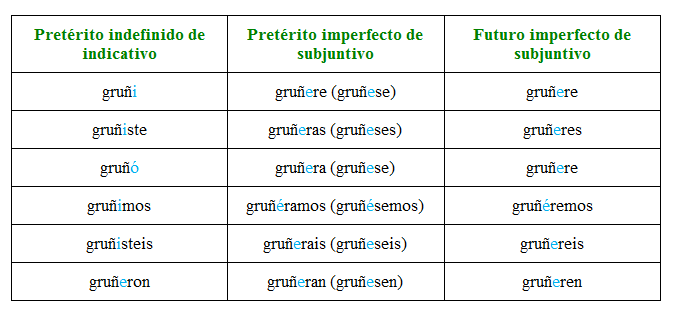 Pretérito indefinido de indicativo
Pretérito imperfecto de subjuntivo
Futuro imperfecto de subjuntivo
gruñi
gruñere (gruñese)
gruñere
gruñiste
gruñeras (gruñeses)
gruñeres
gruñó
gruñera (gruñese)
gruñere
gruñimos
gruñéramos (gruñésemos)
gruñéremos
gruñisteis
gruñerais (gruñeseis)
gruñereis
gruñeron
gruñeran (gruñesen)
gruñeren